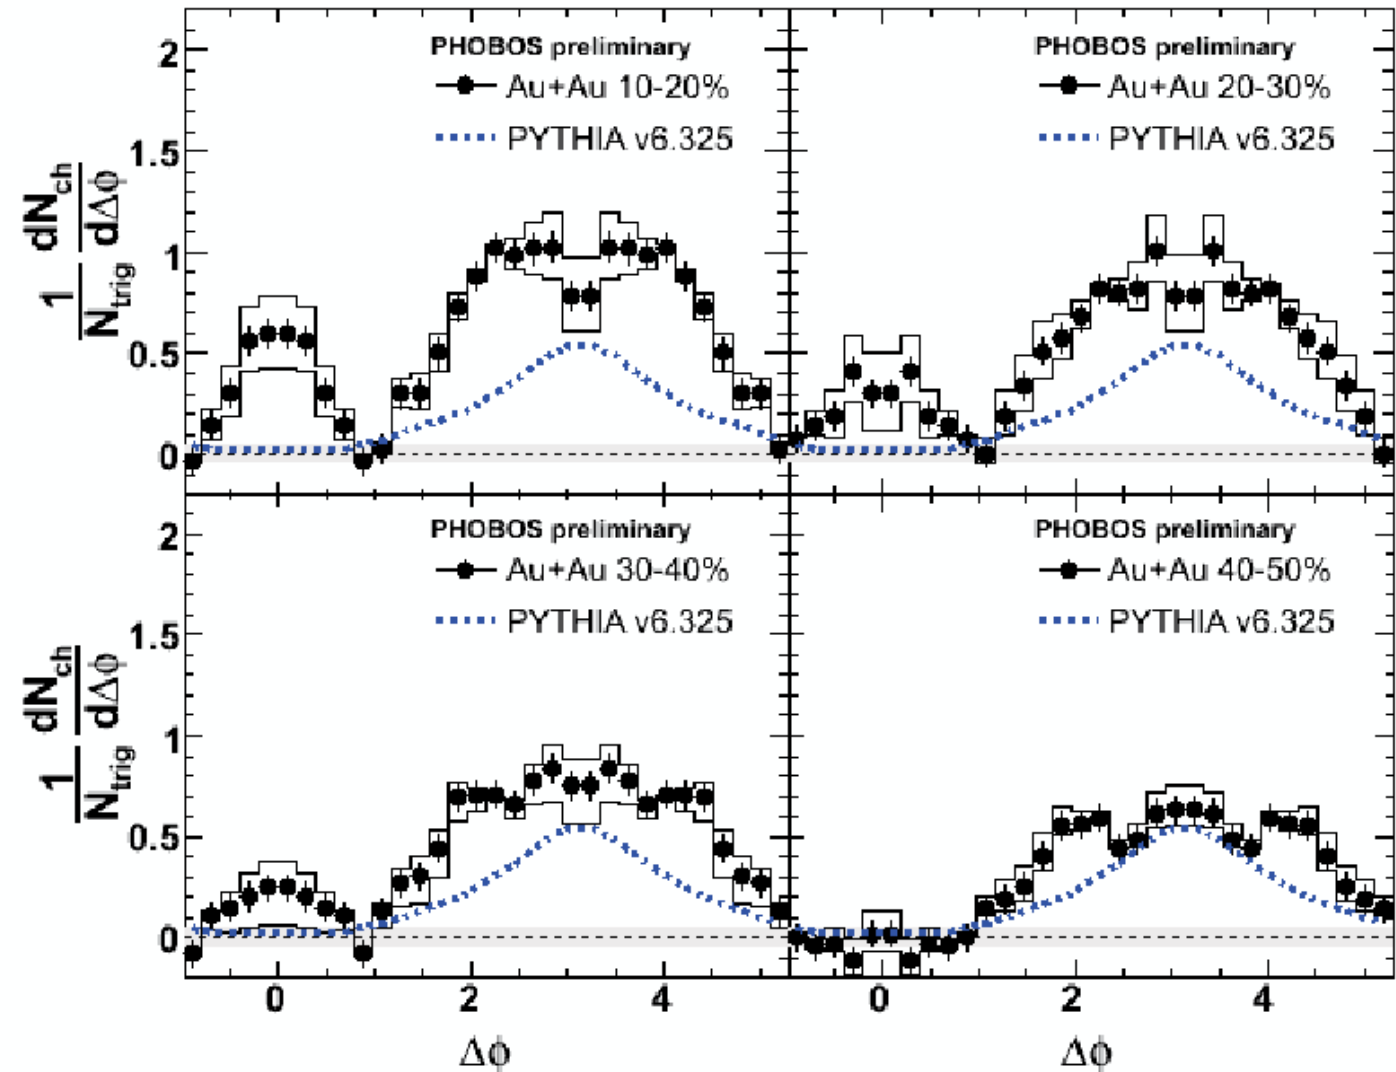 PHOBOS preliminary
Au+Au 10-20%
PYTHIA v6.325
PHOBOS preliminary
Au+Au 20-30%
PYTHIA v6.325
2
1.5
1
0.5
0
1 dN_ch
N_trig dΔϕ
PHOBOS preliminary
Au+Au 30-40%
PYTHIA v6.325
PHOBOS preliminary
Au+Au 40-50%
PYTHIA v6.325
2
1.5
1
0.5
0
1 dN_ch
N_trig dΔϕ
0 2 4 0 2 4
Δϕ Δϕ